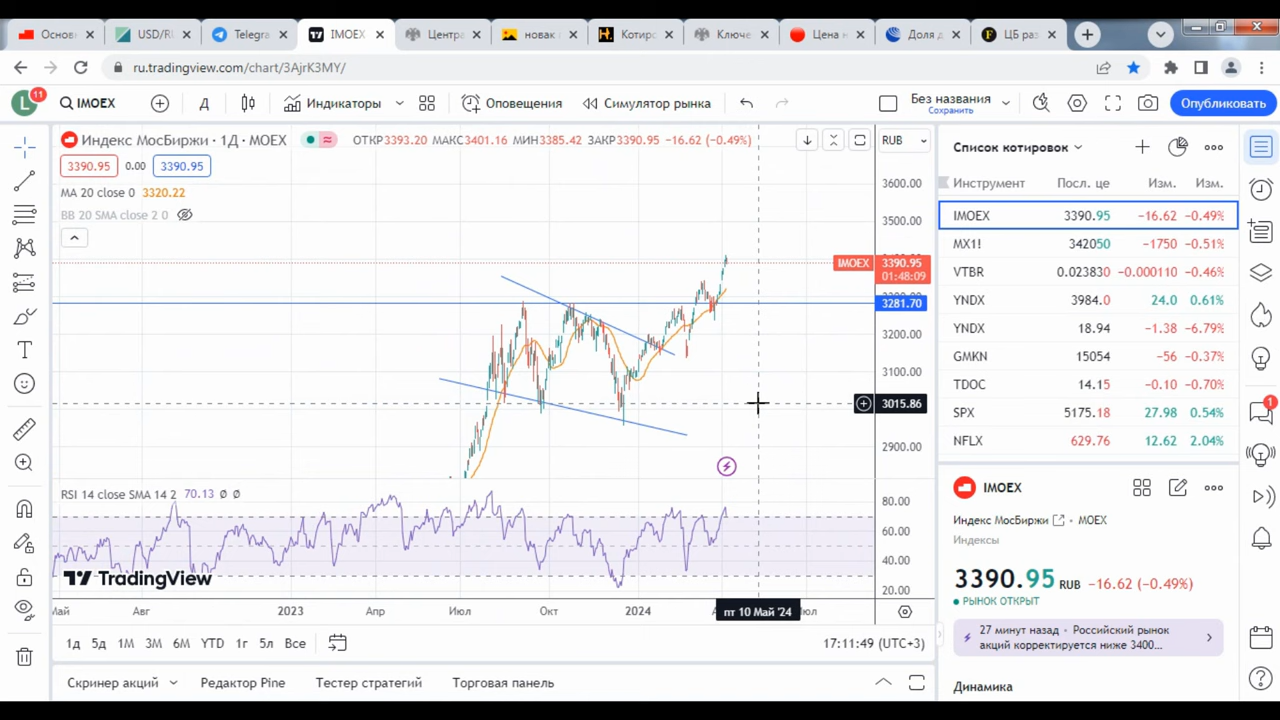 Основ
USD/RU
Telegra
IMOEX
Центра
новая
Котиро
Ключе
Цена н
Доля д
ЦБ раз
ru.tradingview.com/chart/3AjrK3MY/
L
11
IMOEX
Д
Индикаторы
Оповещения
Симулятор рынка
Без названия
Сохранить
Опубликовать
Индекс МосБиржи · 1Д · MOEX
ОТКР3393.20 МАКС3401.16 МИН3385.42 ЗАКР3390.95 −16.62 (−0.49%)
RUB
3390.95 0.00 3390.95
MA 20 close 0 3320.22
BB 20 SMA close 2 0
3600.00
3500.00
IMOEX 3390.95
01:48:09
3281.70
3200.00
3100.00
3015.86
2900.00
RSI 14 close SMA 14 2 70.13 Ø Ø
80.00
60.00
40.00
20.00
TradingView
Май Авг 2023 Апр Июл Окт 2024 пт 10 Май '24
1д 5д 1М 3М 6М YTD 1г 5л Все
17:11:49 (UTC+3)
Скринер акций Редактор Pine Тестер стратегий Торговая панель
Список котировок
Инструмент Посл. це Изм. Изм.
IMOEX 3390.95 −16.62 −0.49%
MX1! 342050 −1750 −0.51%
VTBR 0.023830 −0.000110 −0.46%
YNDX 3984.0 24.0 0.61%
YNDX 18.94 −1.38 −6.79%
GMKN 15054 −56 −0.37%
TDOC 14.15 −0.10 −0.70%
SPX 5175.18 27.98 0.54%
NFLX 629.76 12.62 2.04%
1
IMOEX
Индекс МосБиржи · MOEX
Индексы
3390.95 RUB −16.62 (−0.49%)
РЫНОК ОТКРЫТ
27 минут назад · Российский рынок
акций корректируется ниже 3400...
Динамика